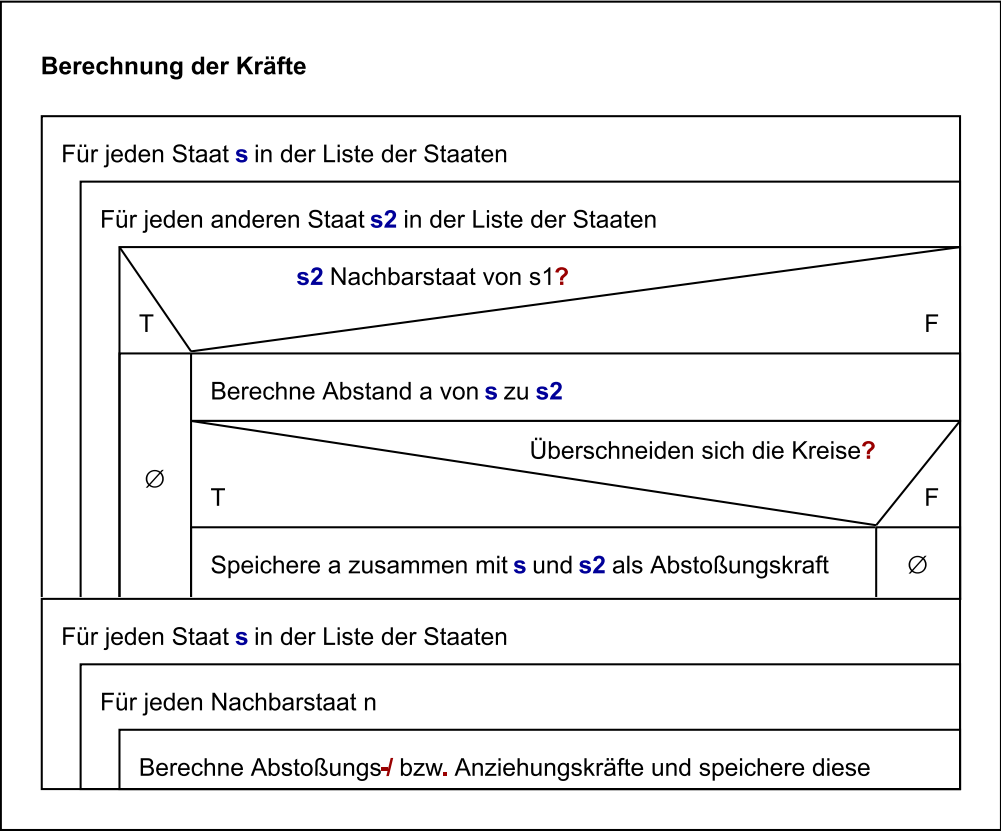 Berechnung der Kräfte
Für jeden Staat s in der Liste der Staaten
Für jeden anderen Staat s2 in der Liste der Staaten
s2 Nachbarstaat von s1?
T F
Berechne Abstand a von s zu s2
Überschneiden sich die Kreise?
∅
T F
Speichere a zusammen mit s und s2 als Abstoßungskraft ∅
Für jeden Staat s in der Liste der Staaten
Für jeden Nachbarstaat n
Berechne Abstoßungs-/ bzw. Anziehungskräfte und speichere diese